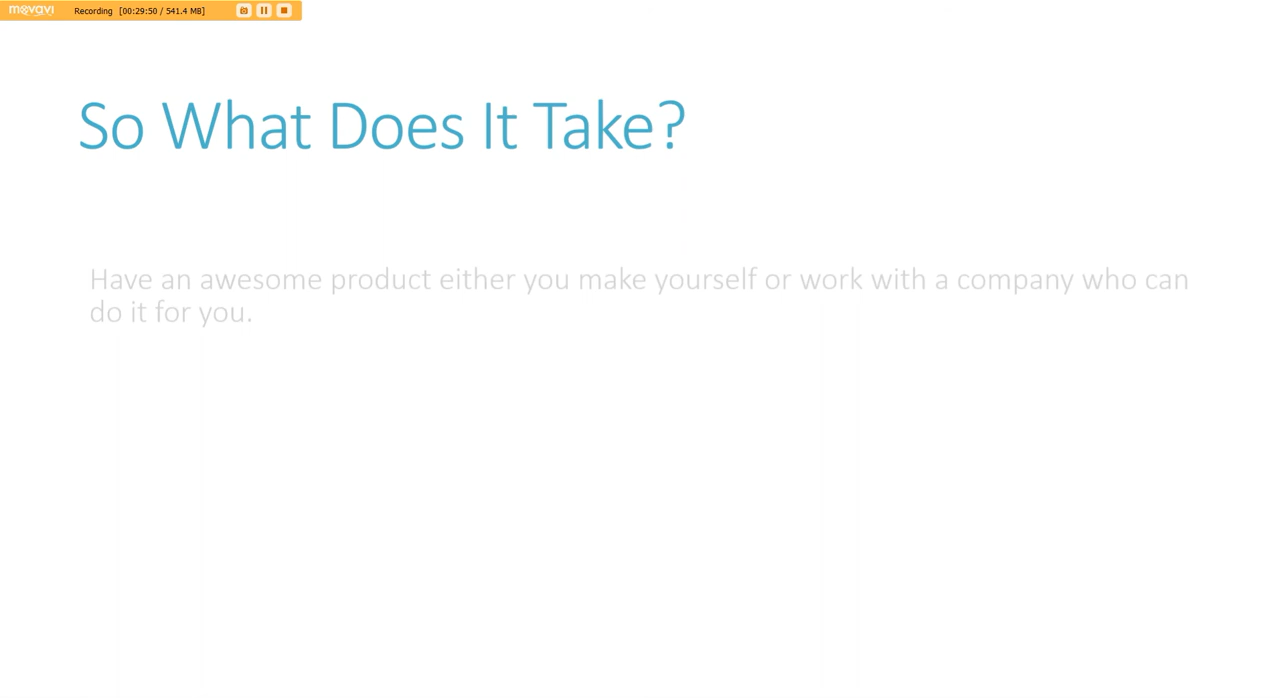 movavi Recording [00:29:50 / 541.4 MB]
So What Does It Take?
Have an awesome product either you make yourself or work with a company who can
do it for you.